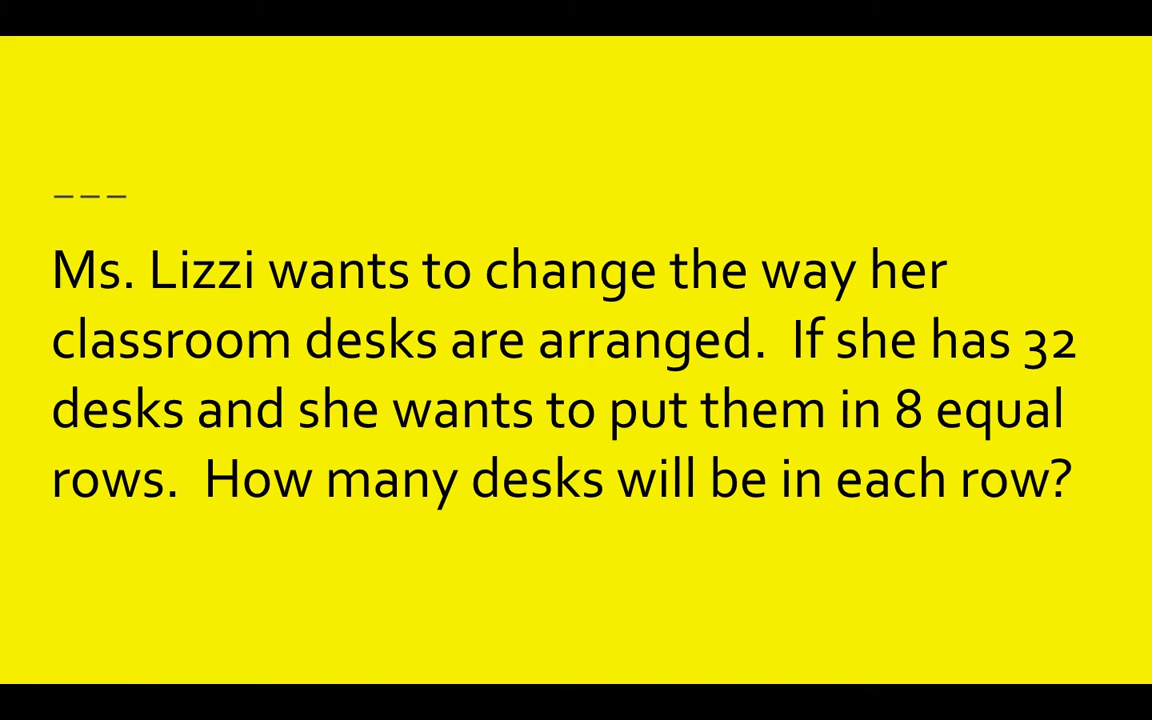 Ms. Lizzi wants to change the way her
classroom desks are arranged.  If she has 32
desks and she wants to put them in 8 equal
rows.  How many desks will be in each row?